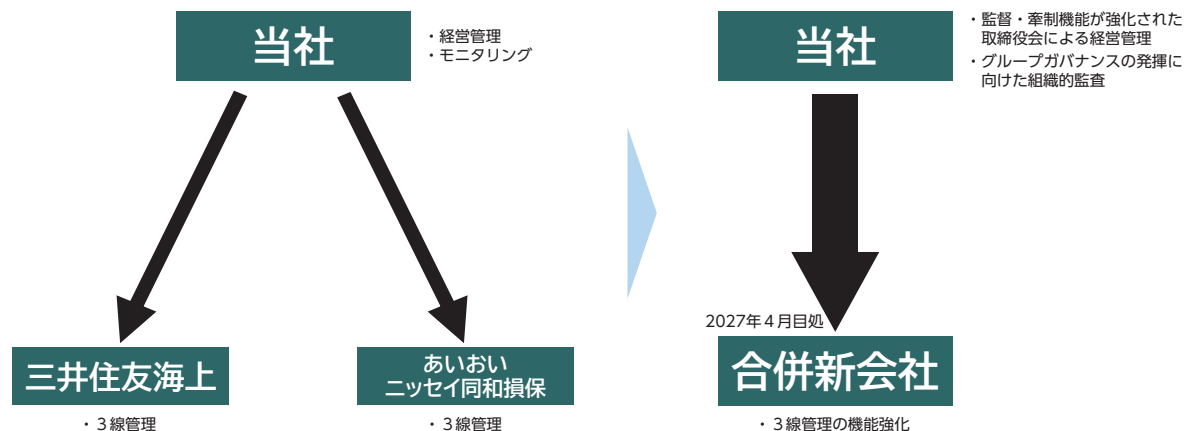 当社
・経営管理
・モニタリング
三井住友海上
・３線管理
あいおい
ニッセイ同和損保
・３線管理
当社
・監督・牽制機能が強化された
取締役会による経営管理
・グループガバナンスの発揮に
向けた組織的監査
2027年４月目処
合併新会社
・３線管理の機能強化